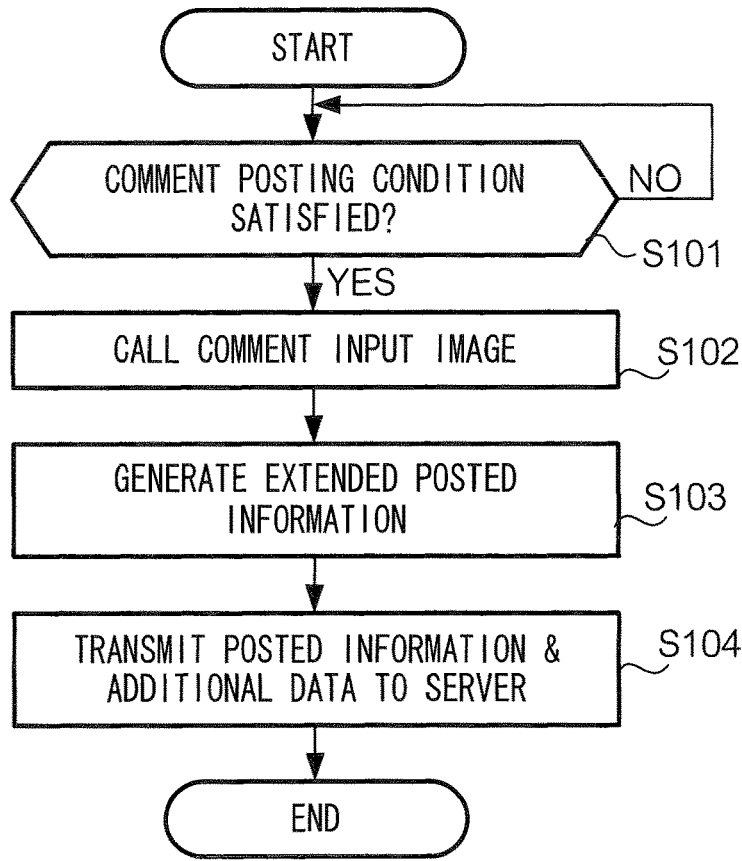 START
COMMENT POSTING CONDITION
SATISFIED?
NO
S101
YES
CALL COMMENT INPUT IMAGE
S102
GENERATE EXTENDED POSTED
INFORMATION
S103
TRANSMIT POSTED INFORMATION &
ADDITIONAL DATA TO SERVER
S104
END